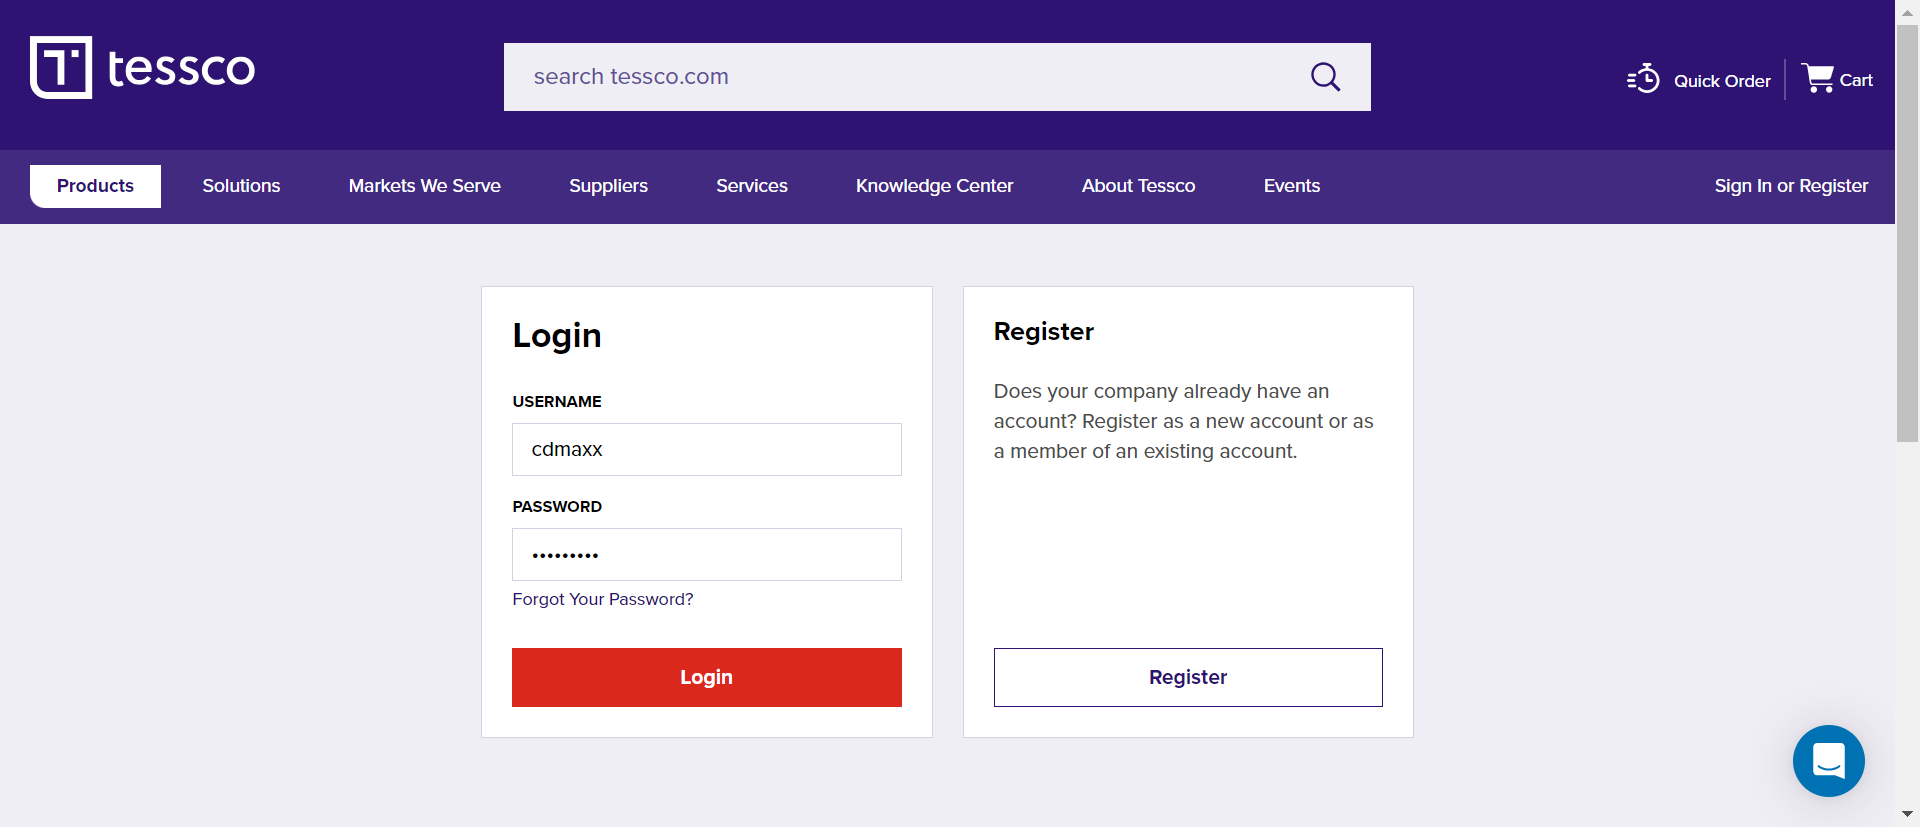 tessco
search tessco.com
Quick Order
Cart
Products
Solutions
Markets We Serve
Suppliers
Services
Knowledge Center
About Tessco
Events
Sign In or Register
Login
USERNAME
cdmaxx
PASSWORD
•••••••••
Forgot Your Password?
Login
Register
Does your company already have an
account? Register as a new account or as
a member of an existing account.
Register